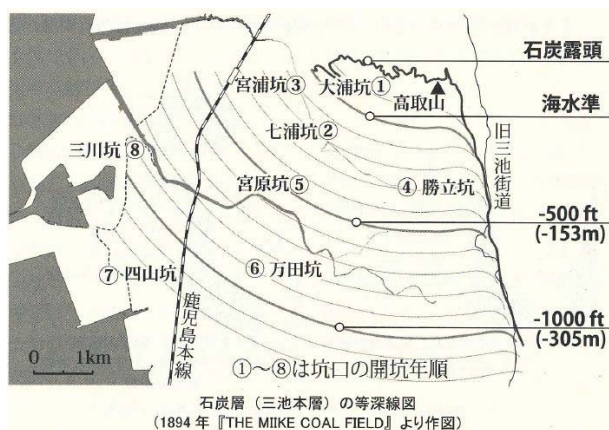 石炭露頭
宮浦坑③
大浦坑①
高取山
海水準
七浦坑②
旧三池街道
三川坑⑧
宮原坑⑤
④勝立坑
-500 ft
(-153m)
⑦四山坑
⑥万田坑
鹿児島本線
-1000 ft
(-305m)
0 1km
①～⑧は坑口の開坑年順
石炭層（三池本層）の等深線図
(1894年『THE MIIKE COAL FIELD』より作図)